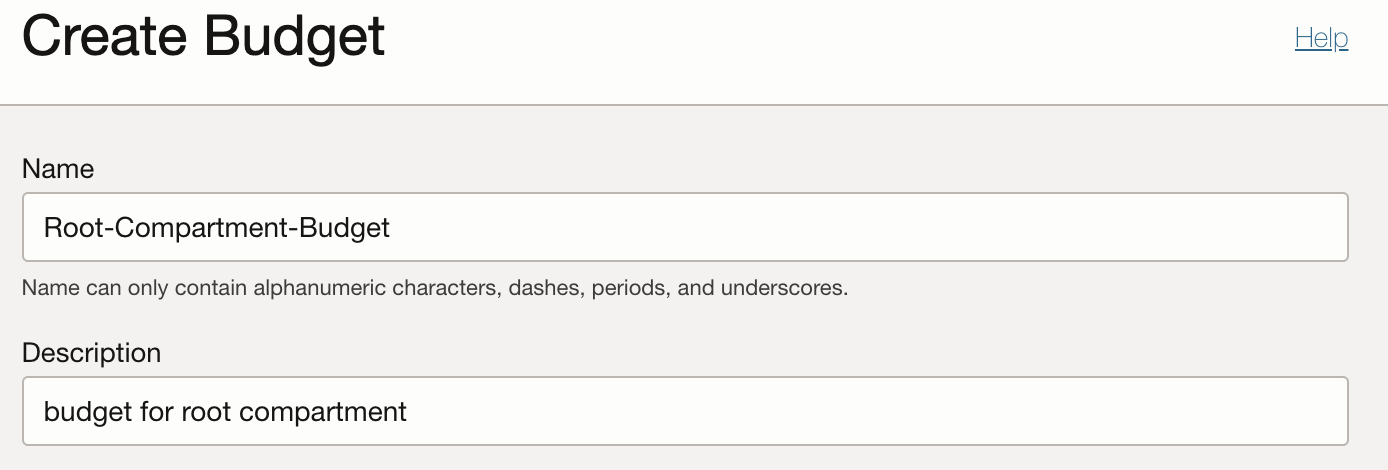 Create Budget
Help
Name
Root-Compartment-Budget
Name can only contain alphanumeric characters, dashes, periods, and underscores.
Description
budget for root compartment